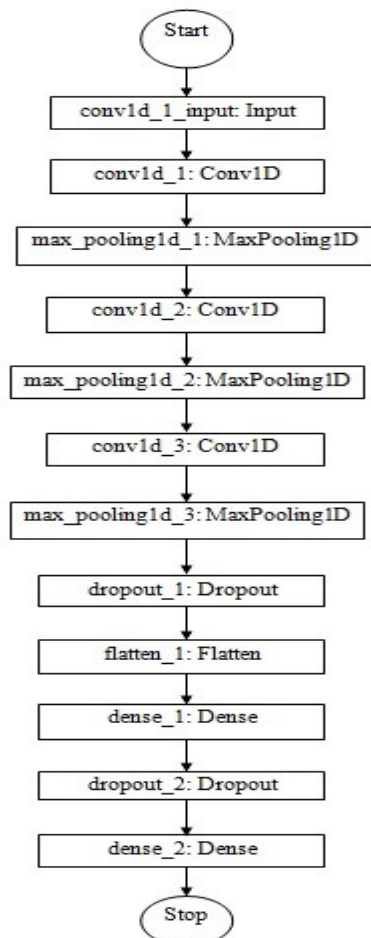 Start
conv1d_1_input: Input
conv1d_1: Conv1D
max_pooling1d_1: MaxPooling1D
conv1d_2: Conv1D
max_pooling1d_2: MaxPooling1D
conv1d_3: Conv1D
max_pooling1d_3: MaxPooling1D
dropout_1: Dropout
flatten_1: Flatten
dense_1: Dense
dropout_2: Dropout
dense_2: Dense
Stop